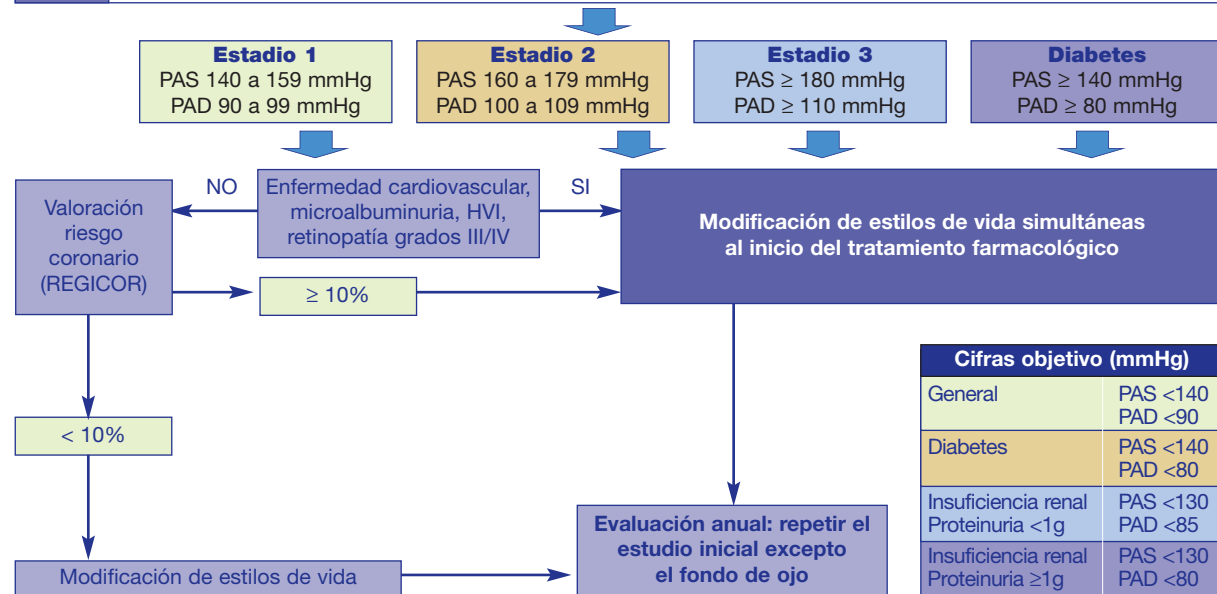 Estadio 1
PAS 140 a 159 mmHg
PAD 90 a 99 mmHg
Estadio 2
PAS 160 a 179 mmHg
PAD 100 a 109 mmHg
Estadio 3
PAS ≥ 180 mmHg
PAD ≥ 110 mmHg
Diabetes
PAS ≥ 140 mmHg
PAD ≥ 80 mmHg
Valoración
riesgo
coronario
(REGICOR)
NO
Enfermedad cardiovascular,
microalbuminuria, HVI,
retinopatía grados III/IV
SI
Modificación de estilos de vida simultáneas
al inicio del tratamiento farmacológico
≥ 10%
< 10%
Modificación de estilos de vida
Evaluación anual: repetir el
estudio inicial excepto
el fondo de ojo
Cifras objetivo (mmHg)
General PAS <140
PAD <90
Diabetes PAS <140
PAD <80
Insuficiencia renal PAS <130
Proteinuria <1g PAD <85
Insuficiencia renal PAS <130
Proteinuria ≥1g PAD <80